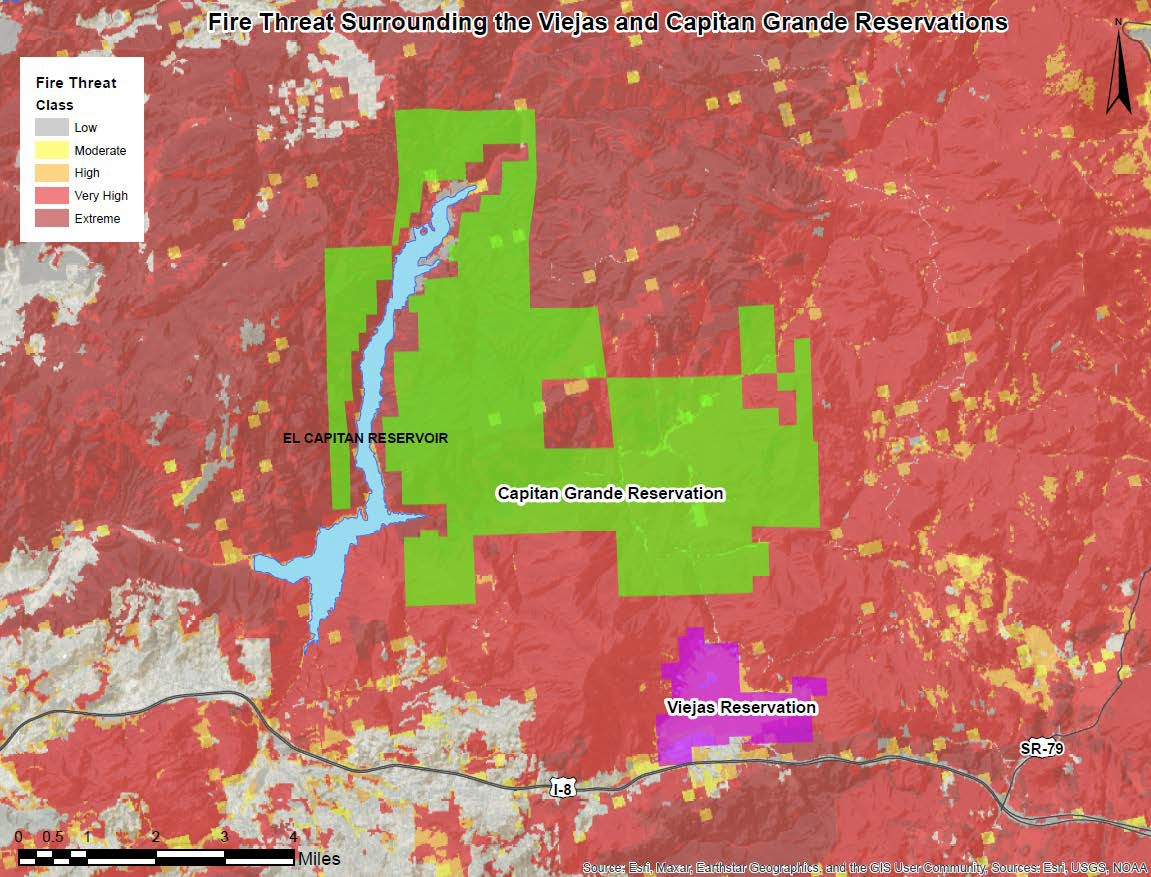 Fire Threat Surrounding the Viejas and Capitan Grande Reservations
N
Fire Threat
Class
Low
Moderate
High
Very High
Extreme
EL CAPITAN RESERVOIR
Capitan Grande Reservation
Viejas Reservation
SR-79
I-8
0 0.5 1 2 3 4
Miles
Source: Esri, Maxar, Earthstar Geographics, and the GIS User Community, Sources: Esri, USGS, NOAA